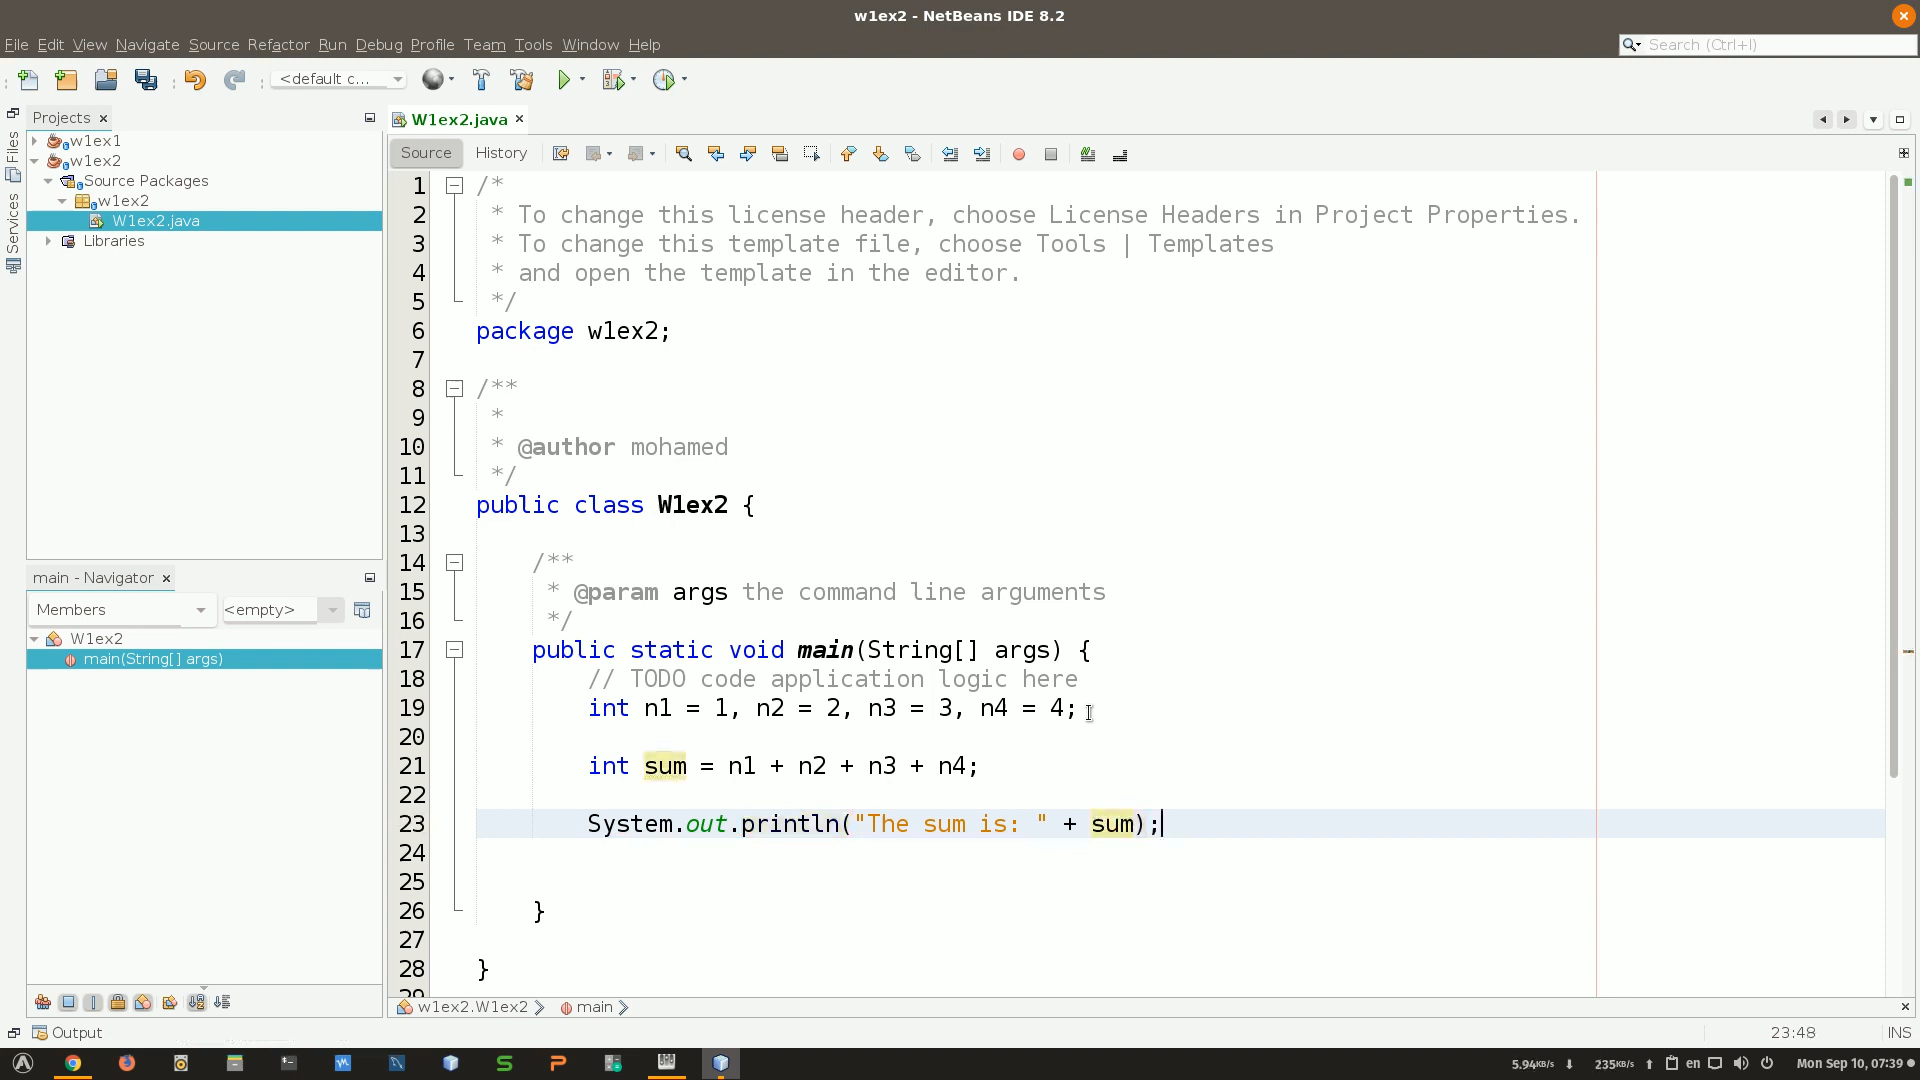 w1ex2 - NetBeans IDE 8.2
File Edit View Navigate Source Refactor Run Debug Profile Team Tools Window Help
Search (Ctrl+I)
<default c...
Projects
W1ex2.java
Files
Services
w1ex1
w1ex2
Source Packages
w1ex2
W1ex2.java
Libraries
Source History
1 /*
2 * To change this license header, choose License Headers in Project Properties.
3 * To change this template file, choose Tools | Templates
4 * and open the template in the editor.
5 */
6 package w1ex2;
7
8 /**
9 *
10 * @author mohamed
11 */
12 public class W1ex2 {
13
14 /**
15 * @param args the command line arguments
16 */
17 public static void main(String[] args) {
18 // TODO code application logic here
19 int n1 = 1, n2 = 2, n3 = 3, n4 = 4;
20
21 int sum = n1 + n2 + n3 + n4;
22
23 System.out.println("The sum is: " + sum);
24
25
26 }
27
28 }
29
main - Navigator
Members
<empty>
W1ex2
main(String[] args)
w1ex2.W1ex2
main
Output
23:48
INS
5.94KB/s
235KB/s
en
Mon Sep 10, 07:39